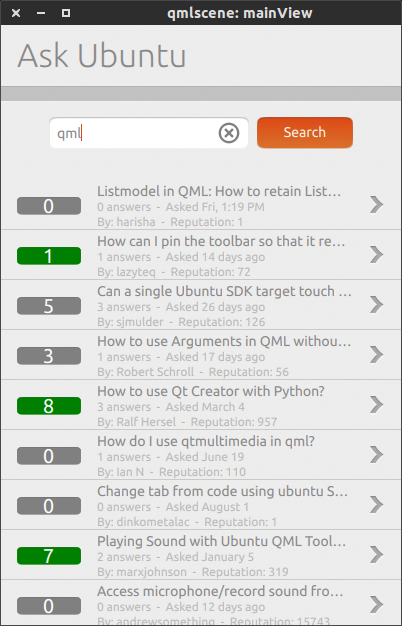 qmlscene: mainView
Ask Ubuntu
qml
Search
Listmodel in QML: How to retain List...
0
0 answers - Asked Fri, 1:19 PM
By: harisha - Reputation: 1
How can I pin the toolbar so that it re...
1
1 answers - Asked 14 days ago
By: lazyteq - Reputation: 72
Can a single Ubuntu SDK target touch ...
5
3 answers - Asked 26 days ago
By: sjmulder - Reputation: 126
How to use Arguments in QML withou...
3
1 answers - Asked 17 days ago
By: Robert Schroll - Reputation: 56
How to use Qt Creator with Python?
8
3 answers - Asked March 4
By: Ralf Hersel - Reputation: 957
How do I use qtmultimedia in qml?
0
1 answers - Asked June 19
By: Ian N - Reputation: 110
Change tab from code using ubuntu S...
0
0 answers - Asked August 1
By: dinkometalac - Reputation: 1
Playing Sound with Ubuntu QML Tool...
7
2 answers - Asked January 5
By: marxjohnson - Reputation: 319
Access microphone/record sound fro...
0
0 answers - Asked 12 days ago
By: andrewsomething - Reputation: 15743